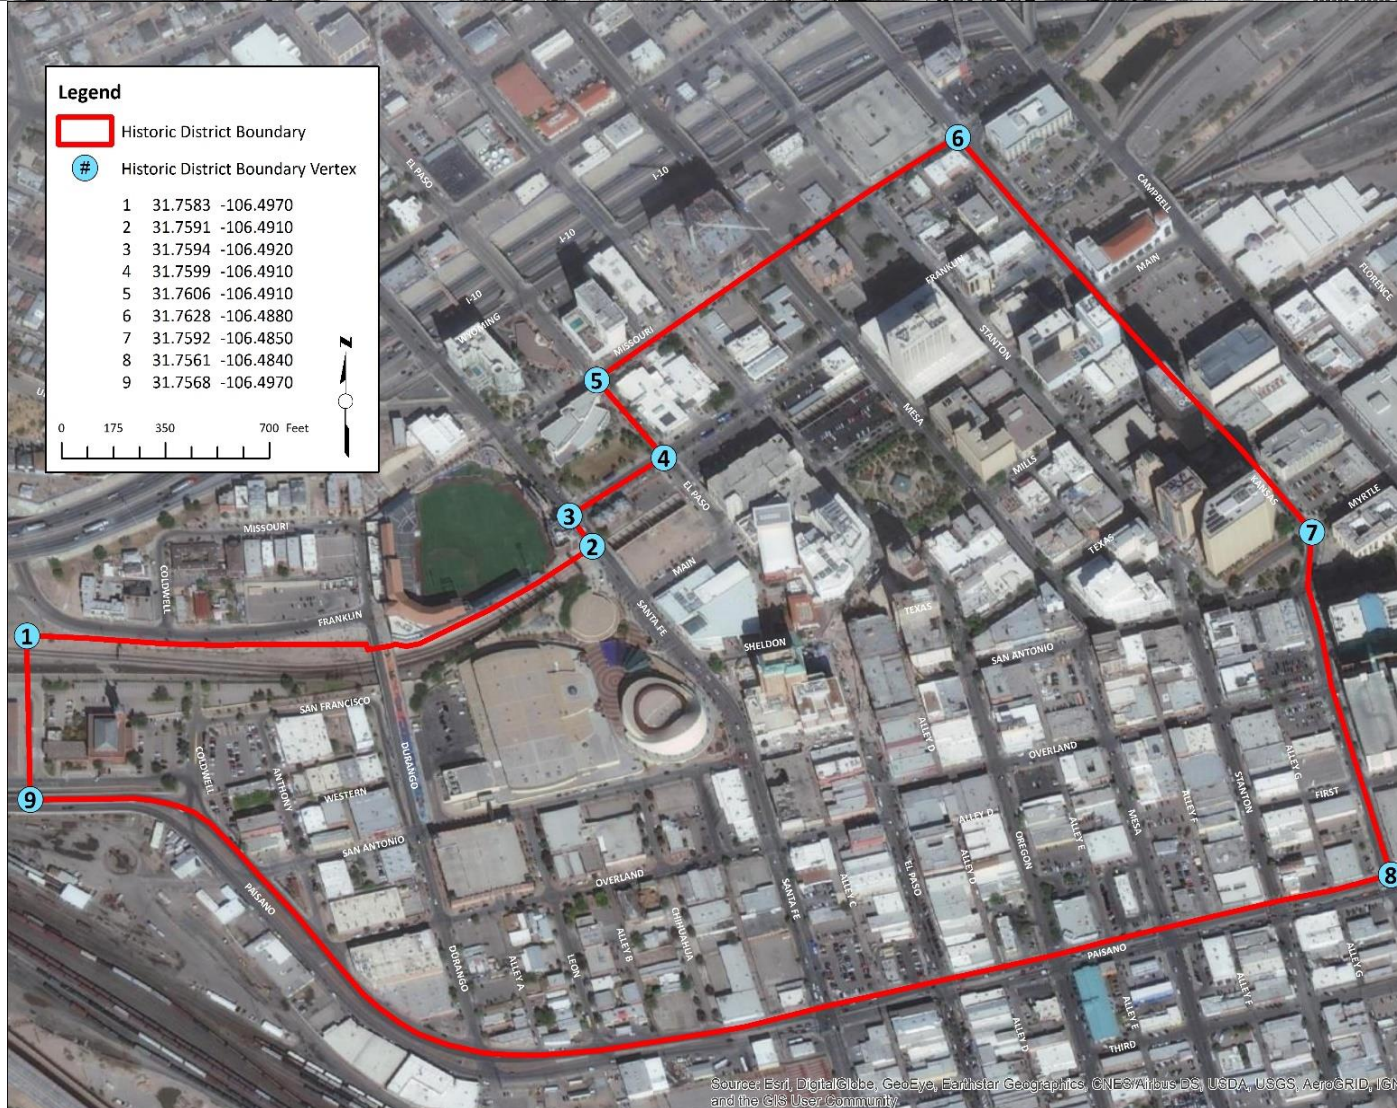 Legend
Historic District Boundary
# Historic District Boundary Vertex
1 31.7583 -106.4970
2 31.7591 -106.4910
3 31.7594 -106.4920
4 31.7599 -106.4910
5 31.7606 -106.4910
6 31.7628 -106.4880
7 31.7592 -106.4850
8 31.7561 -106.4840
9 31.7568 -106.4970
N
0 175 350 700 Feet
EL PASO
I-10
I-10
I-10
WYOMING
MISSOURI
6
CAMPBELL
MAIN
FLORENCE
FRANKLIN
STANTON
5
MESA
4
EL PASO
MILLS
KANSAS
MYRTLE
7
TEXAS
3
2
MAIN
SANTA FE
MISSOURI
COLDWELL
FRANKLIN
1
SHELDON
TEXAS
SAN ANTONIO
SAN FRANCISCO
COLDWELL
ANTHONY
WESTERN
DURANGO
SAN ANTONIO
9
ALLEY D
OVERLAND
ALLEY G
STANTON
FIRST
MESA
ALLEY F
ALLEY D
ALLEY E
OREGON
ALLEY D
8
PAISANO
OVERLAND
SANTA FE
ALLEY C
EL PASO
DURANGO
ALLEY A
LEON
ALLEY B
CHIHUAHUA
PAISANO
ALLEY G
ALLEY F
ALLEY E
ALLEY D
THIRD
Source: Esri, DigitalGlobe, GeoEye, Earthstar Geographics, CNES/Airbus DS, USDA, USGS, AeroGRID, IGN
and the GIS User Community